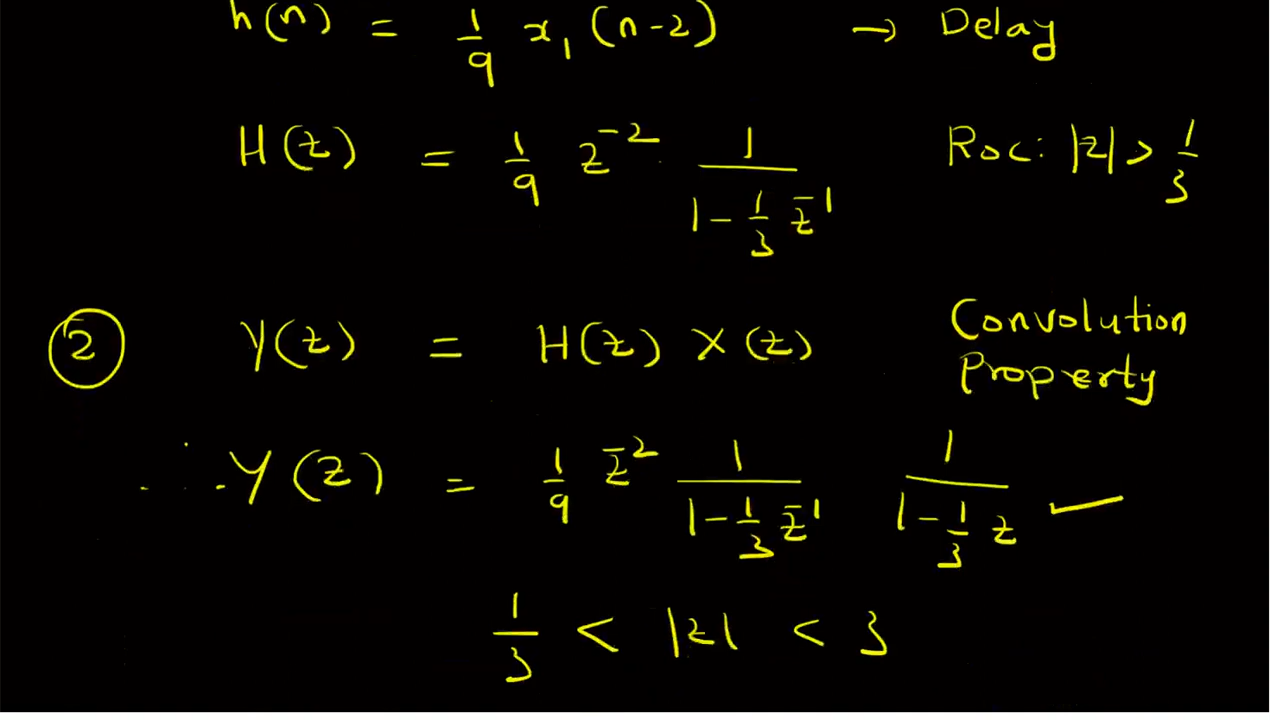 h(n) = 1/9 x₁(n-2) → Delay
H(z) = 1/9 z⁻² 1/(1 - 1/3 z⁻¹) Roc: |z| > 1/3
② Y(z) = H(z) X(z) Convolution Property
∴ Y(z) = 1/9 z⁻² 1/(1 - 1/3 z⁻¹) 1/(1 - 1/3 z) ✓
1/3 < |z| < 3